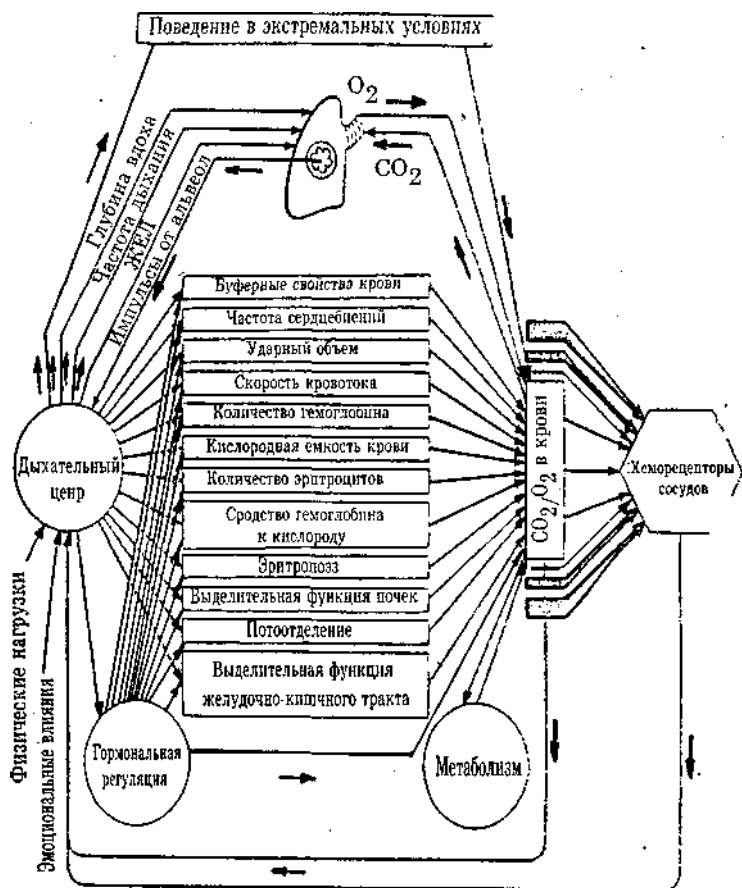 Поведение в экстремальных условиях
O2
CO2
Глубина вдоха
Частота дыхания
ЖЕЛ
Импульсы от альвеол
Буферные свойства крови
Частота сердцебиений
Ударный объем
Скорость кровотока
Количество гемоглобина
Кислородная емкость крови
Количество эритроцитов
Сродство гемоглобина
к кислороду
Эритропоэз
Выделительная функция почек
Потоотделение
Выделительная функция
желудочно-кишчного тракта
Дыхательный
ценр
CO2/O2 в крови
Хеморецепторы
сосудов
Физические нагрузки
Эмоциональные влияния
Гормональная
регуляция
Метаболизм